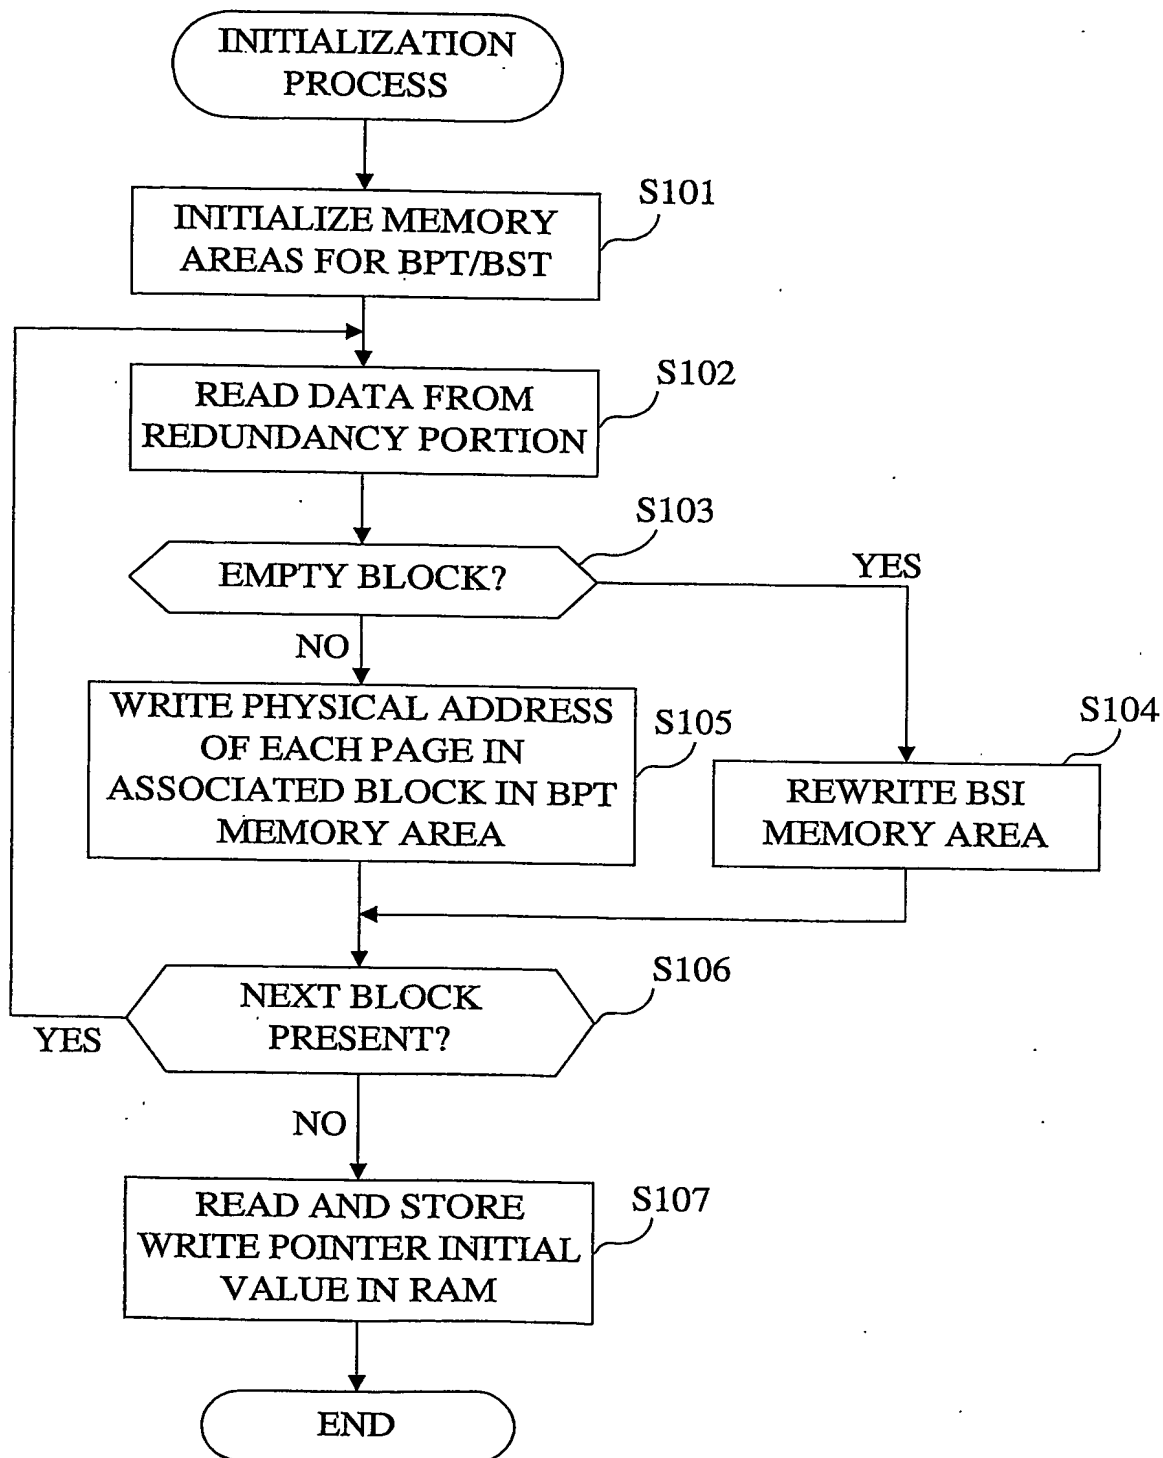 INITIALIZATION
PROCESS
S101
INITIALIZE MEMORY
AREAS FOR BPT/BST
S102
READ DATA FROM
REDUNDANCY PORTION
S103
EMPTY BLOCK?
YES
NO
WRITE PHYSICAL ADDRESS
OF EACH PAGE IN
ASSOCIATED BLOCK IN BPT
MEMORY AREA
S105
S104
REWRITE BSI
MEMORY AREA
S106
NEXT BLOCK
PRESENT?
YES
NO
S107
READ AND STORE
WRITE POINTER INITIAL
VALUE IN RAM
END